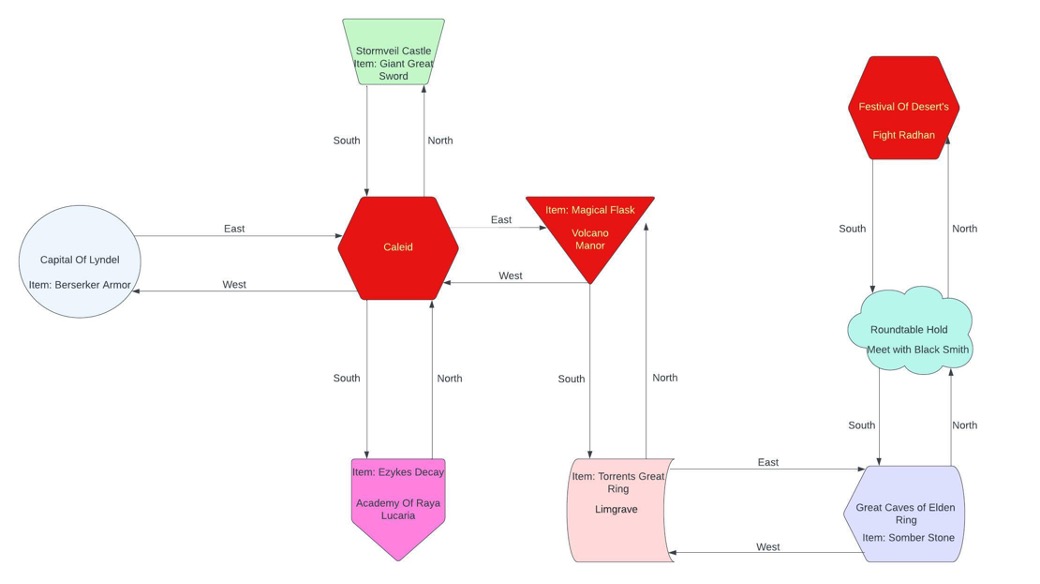 Stormveil Castle
Item: Giant Great
Sword
South
North
Festival Of Desert's
Fight Radhan
East
Capital Of Lyndel
Item: Berserker Armor
West
Caleid
East
West
Item: Magical Flask
Volcano
Manor
South
North
Roundtable Hold
Meet with Black Smith
South
North
South
North
South
North
Item: Ezykes Decay
Academy Of Raya
Lucaria
Item: Torrents Great
Ring
Limgrave
East
West
Great Caves of Elden
Ring
Item: Somber Stone